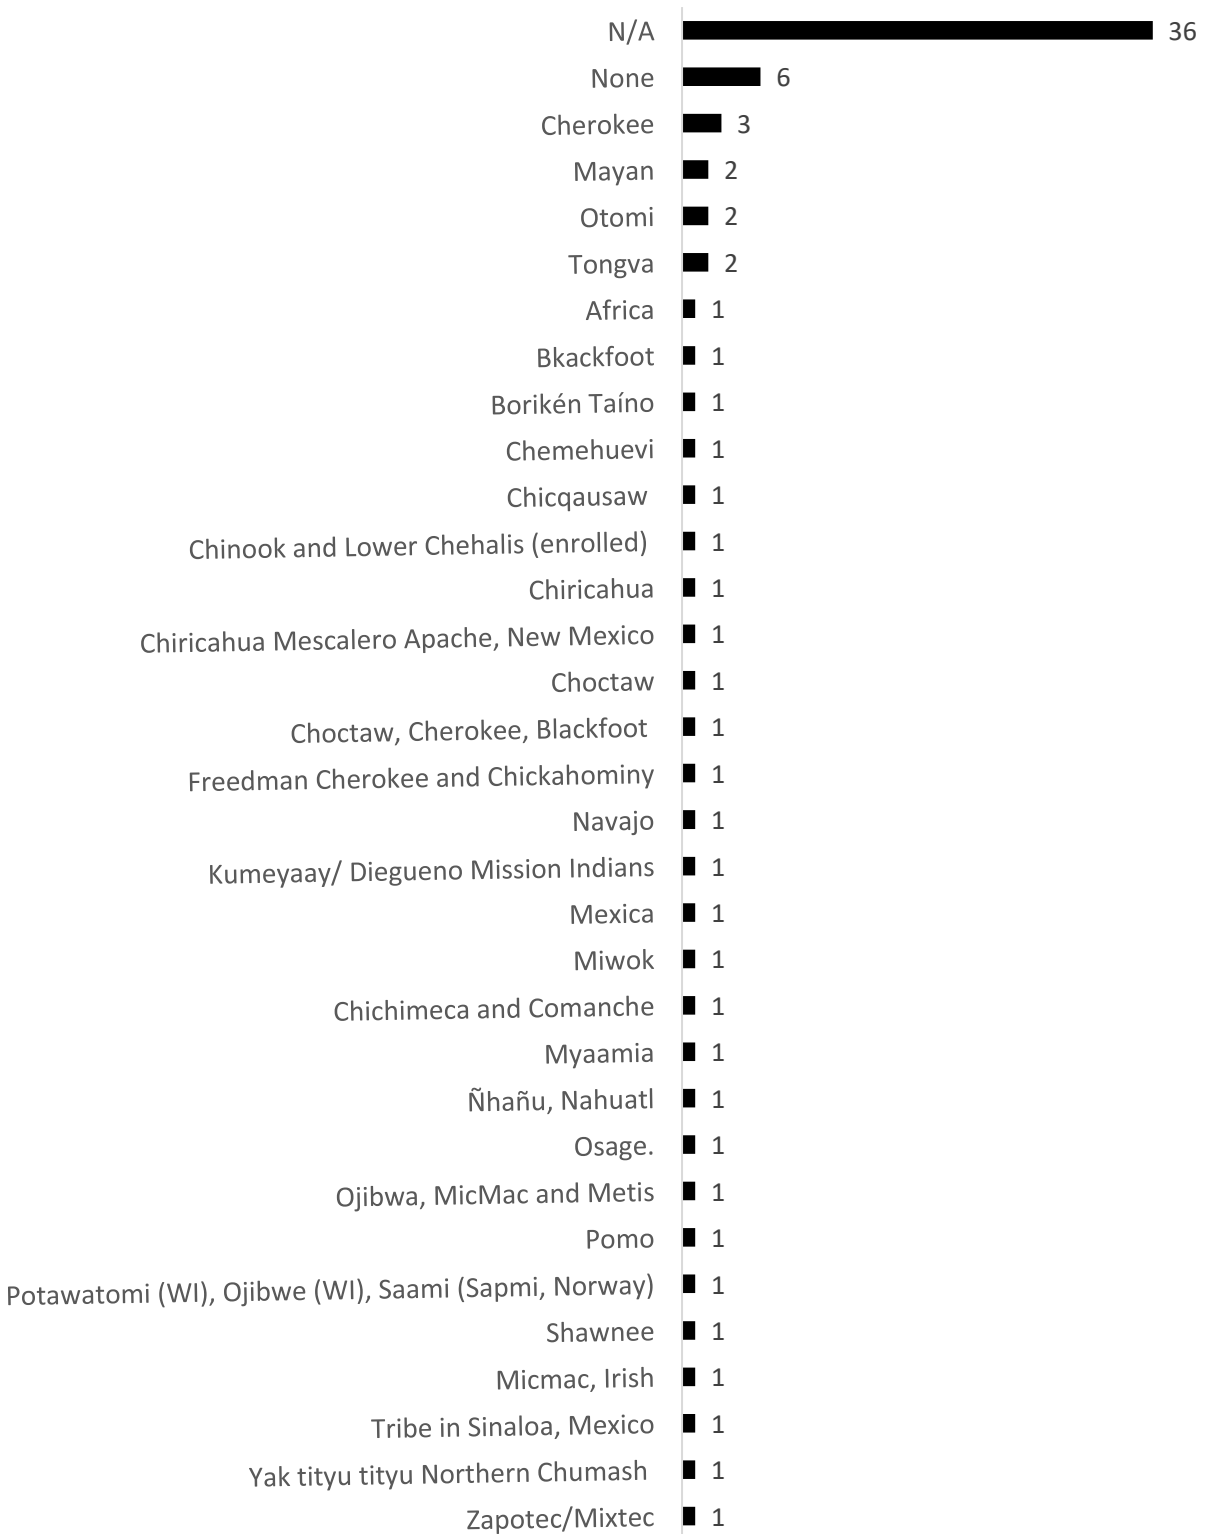 N/A 36
None 6
Cherokee 3
Mayan 2
Otomi 2
Tongva 2
Africa 1
Bkackfoot 1
Borikén Taíno 1
Chemehuevi 1
Chicqausaw 1
Chinook and Lower Chehalis (enrolled) 1
Chiricahua 1
Chiricahua Mescalero Apache, New Mexico 1
Choctaw 1
Choctaw, Cherokee, Blackfoot 1
Freedman Cherokee and Chickahominy 1
Navajo 1
Kumeyaay/ Diegueno Mission Indians 1
Mexica 1
Miwok 1
Chichimeca and Comanche 1
Myaamia 1
Ñhañu, Nahuatl 1
Osage. 1
Ojibwa, MicMac and Metis 1
Pomo 1
Potawatomi (WI), Ojibwe (WI), Saami (Sapmi, Norway) 1
Shawnee 1
Micmac, Irish 1
Tribe in Sinaloa, Mexico 1
Yak tityu tityu Northern Chumash 1
Zapotec/Mixtec 1